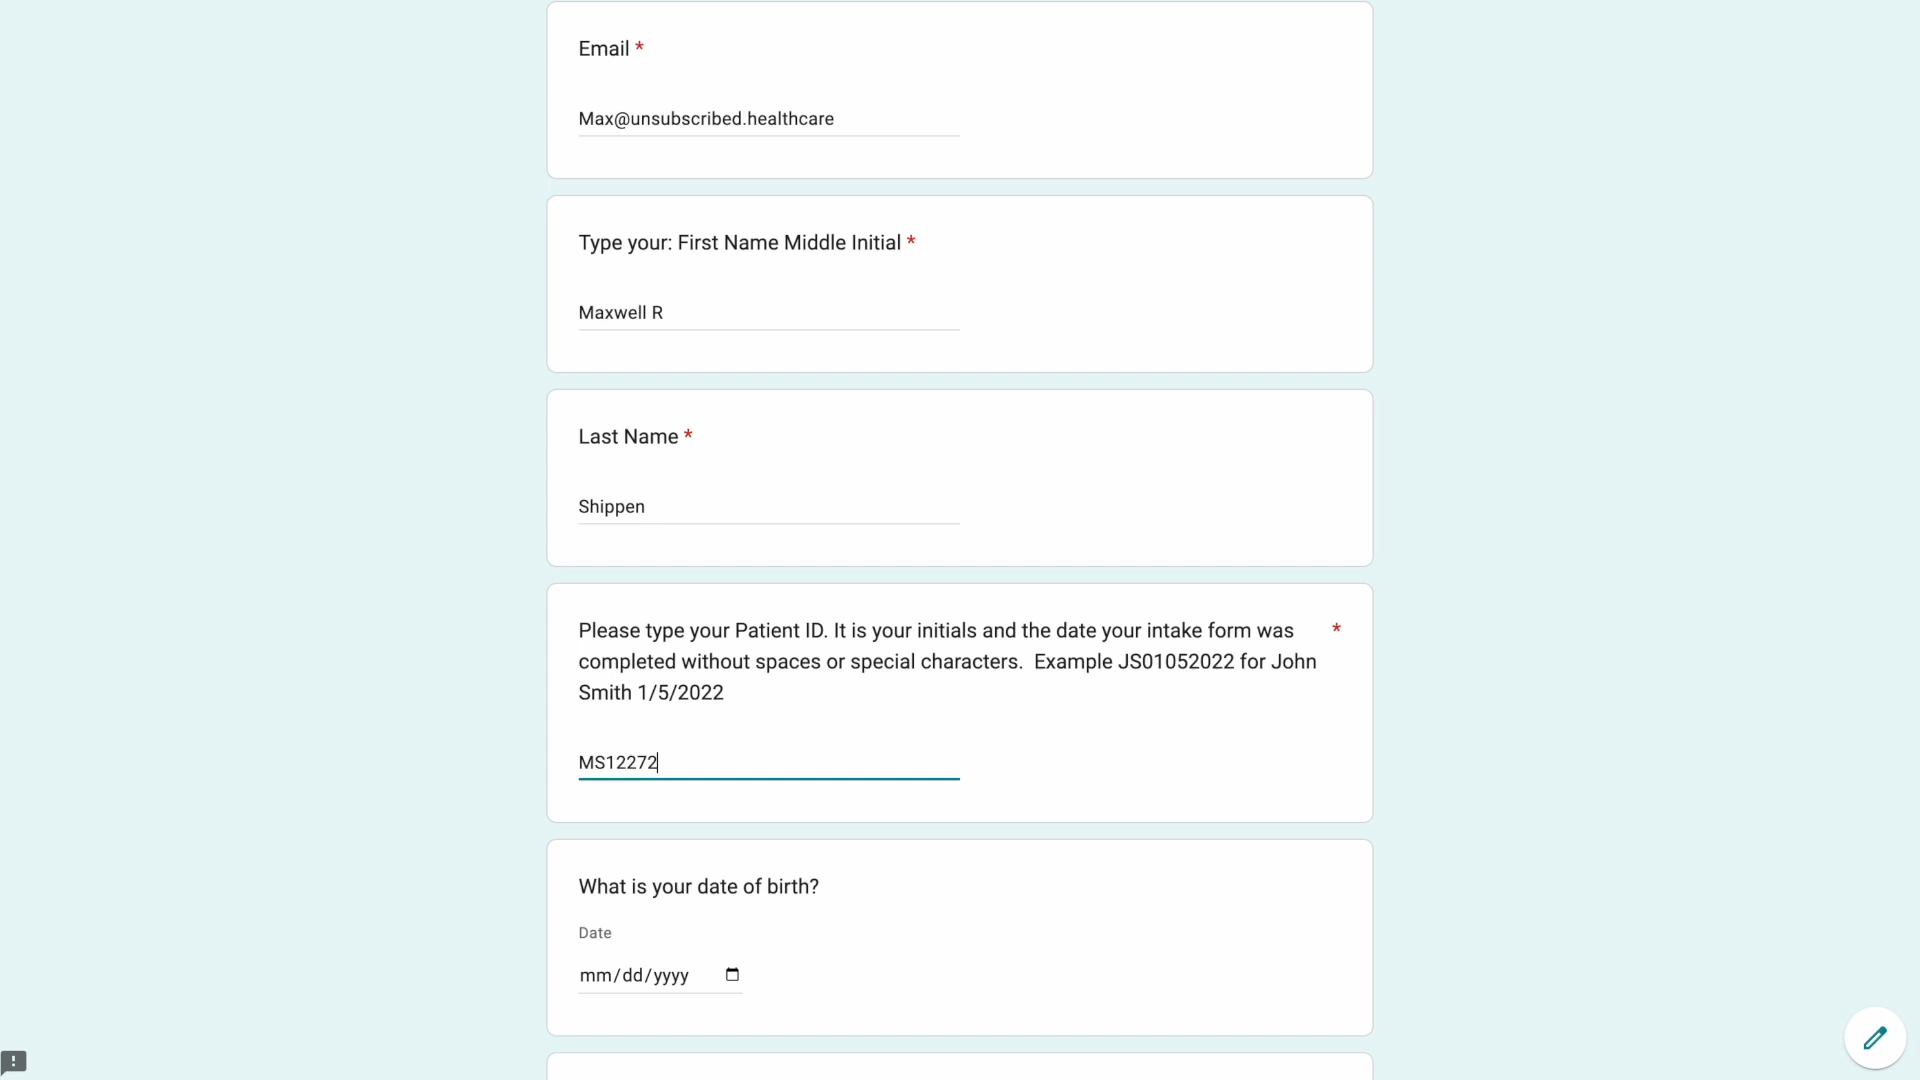 Email *
Max@unsubscribed.healthcare
Type your: First Name Middle Initial *
Maxwell R
Last Name *
Shippen
Please type your Patient ID. It is your initials and the date your intake form was *
completed without spaces or special characters.  Example JS01052022 for John
Smith 1/5/2022
MS12272
What is your date of birth?
Date
mm/dd/yyyy